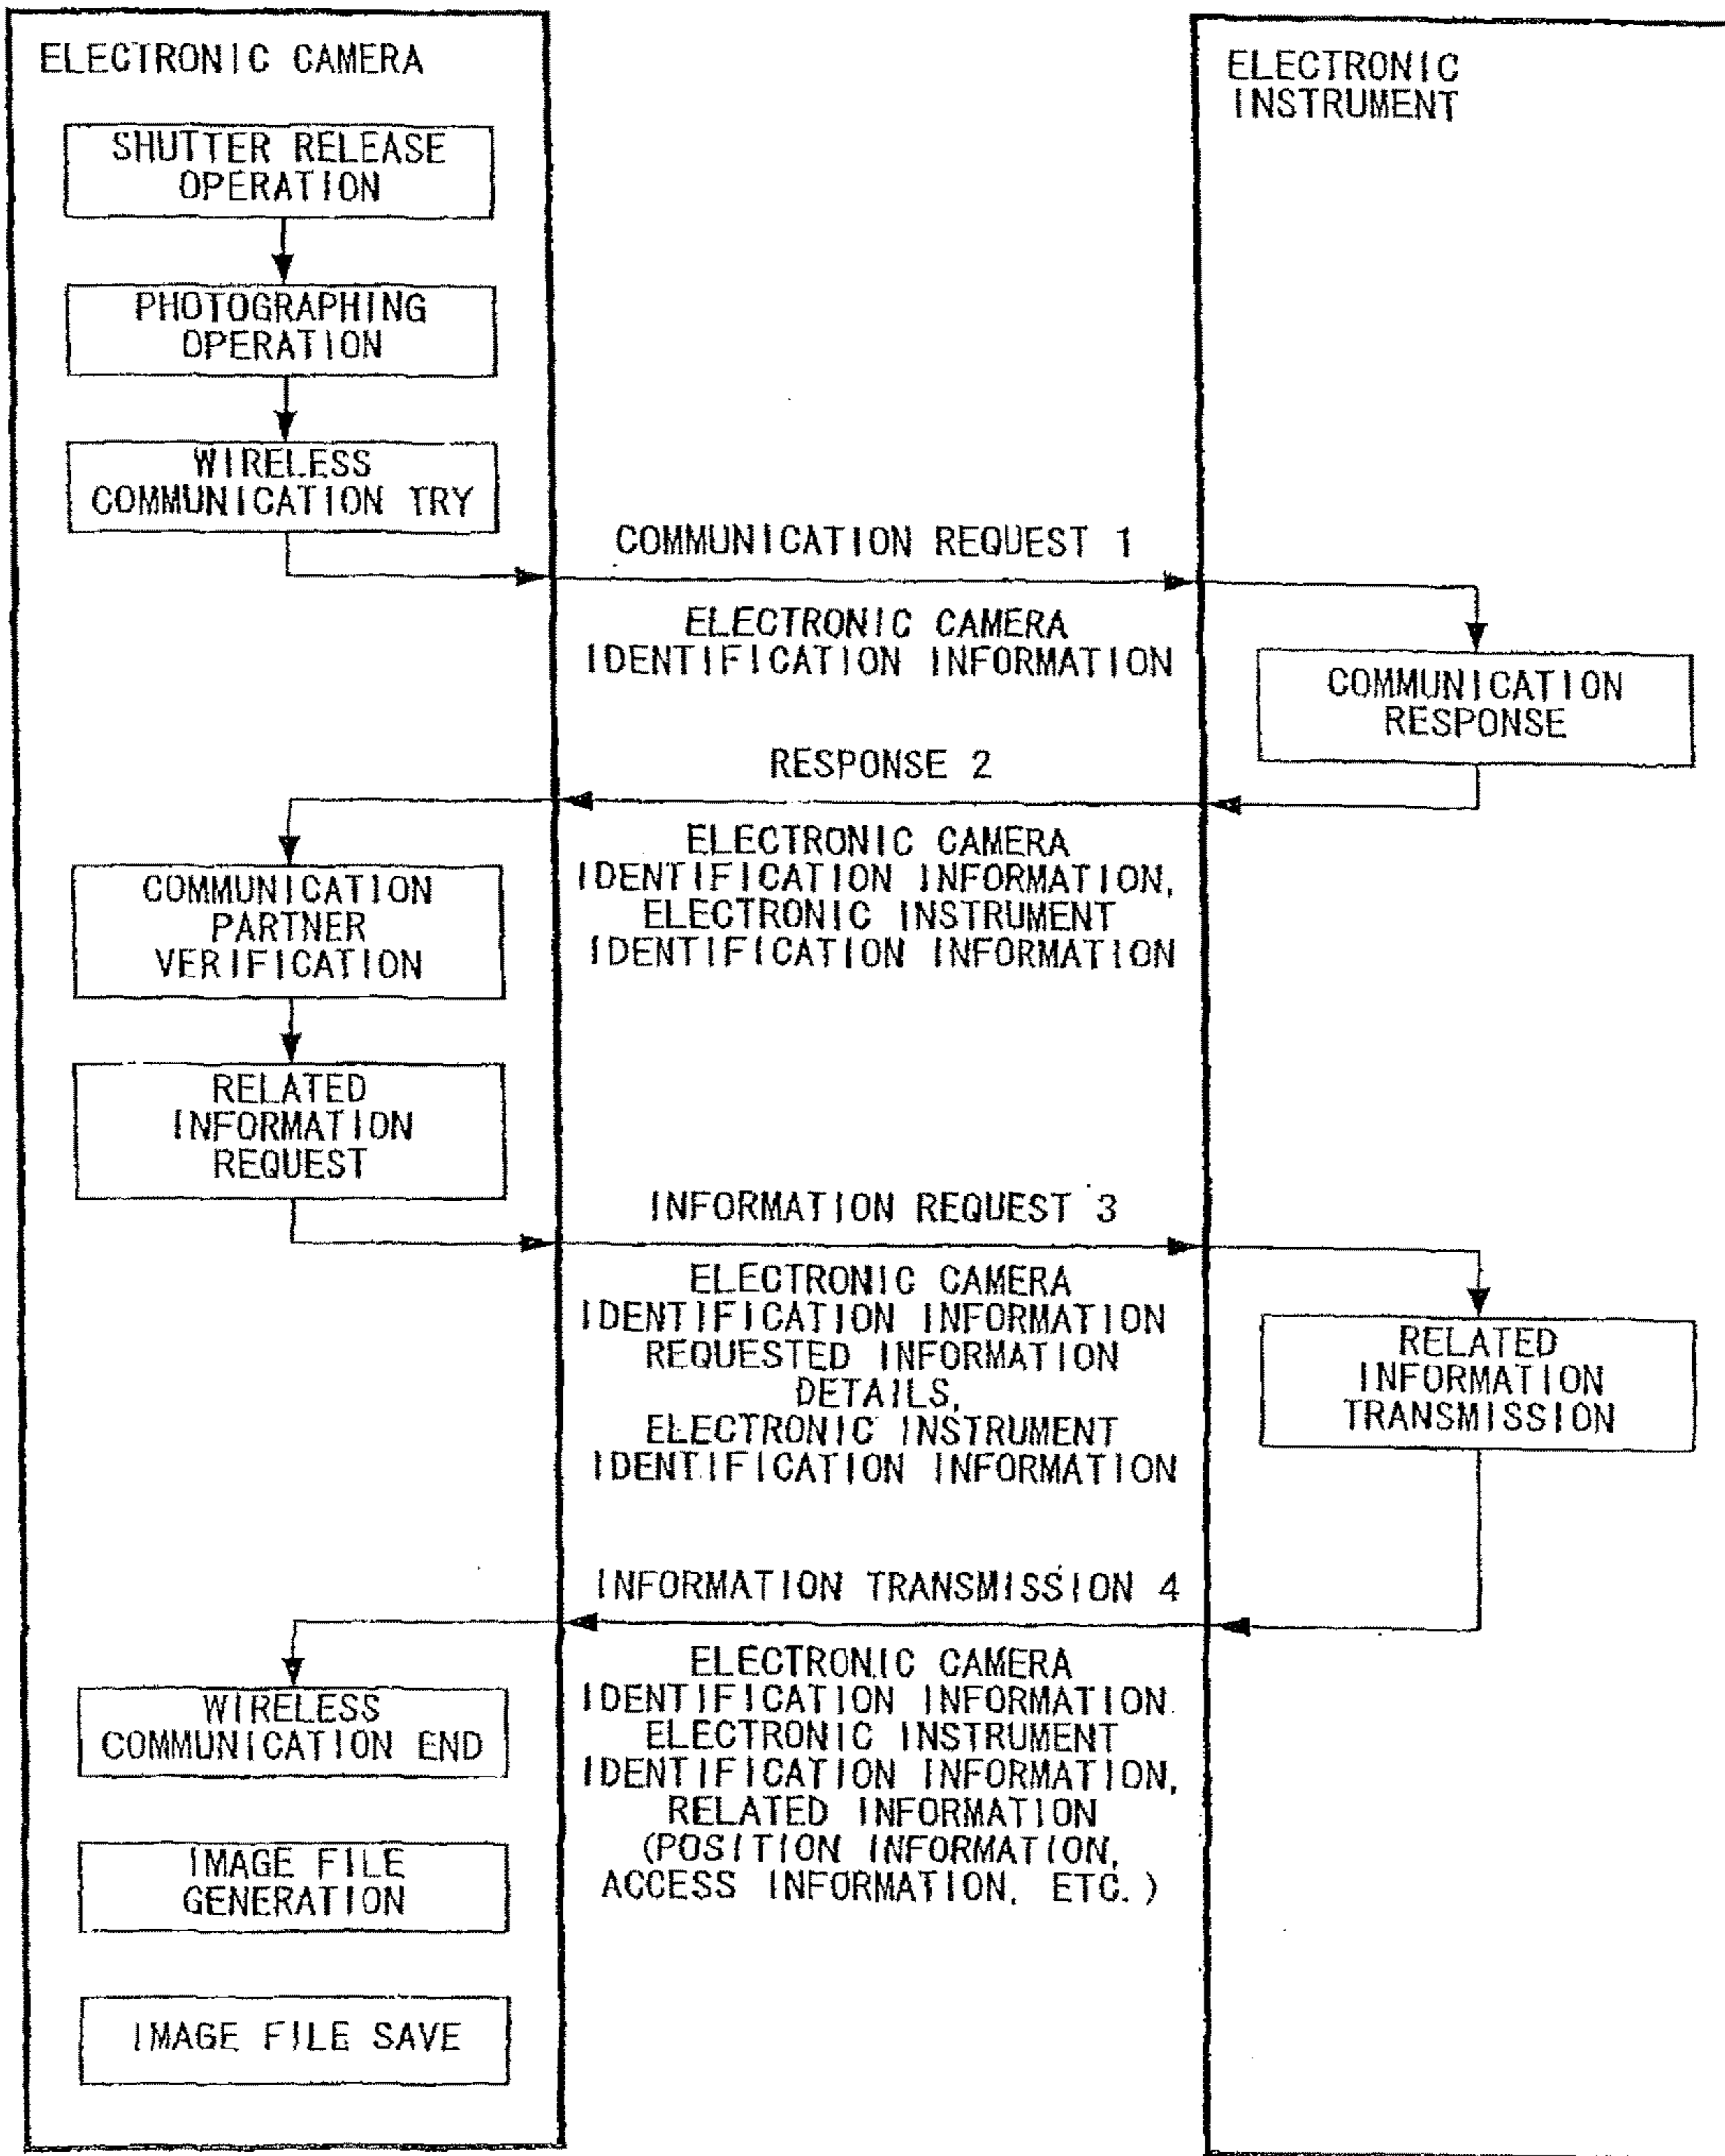 ELECTRONIC CAMERA
SHUTTER RELEASE
OPERATION
PHOTOGRAPHING
OPERATION
WIRELESS
COMMUNICATION TRY
ELECTRONIC
INSTRUMENT
COMMUNICATION REQUEST 1
ELECTRONIC CAMERA
IDENTIFICATION INFORMATION
COMMUNICATION
RESPONSE
RESPONSE 2
ELECTRONIC CAMERA
IDENTIFICATION INFORMATION,
ELECTRONIC INSTRUMENT
IDENTIFICATION INFORMATION
COMMUNICATION
PARTNER
VERIFICATION
RELATED
INFORMATION
REQUEST
INFORMATION REQUEST 3
ELECTRONIC CAMERA
IDENTIFICATION INFORMATION
REQUESTED INFORMATION
DETAILS,
ELECTRONIC INSTRUMENT
IDENTIFICATION INFORMATION
RELATED
INFORMATION
TRANSMISSION
INFORMATION TRANSMISSION 4
ELECTRONIC CAMERA
IDENTIFICATION INFORMATION.
ELECTRONIC INSTRUMENT
IDENTIFICATION INFORMATION,
RELATED INFORMATION
(POSITION INFORMATION,
ACCESS INFORMATION, ETC.)
WIRELESS
COMMUNICATION END
IMAGE FILE
GENERATION
IMAGE FILE SAVE